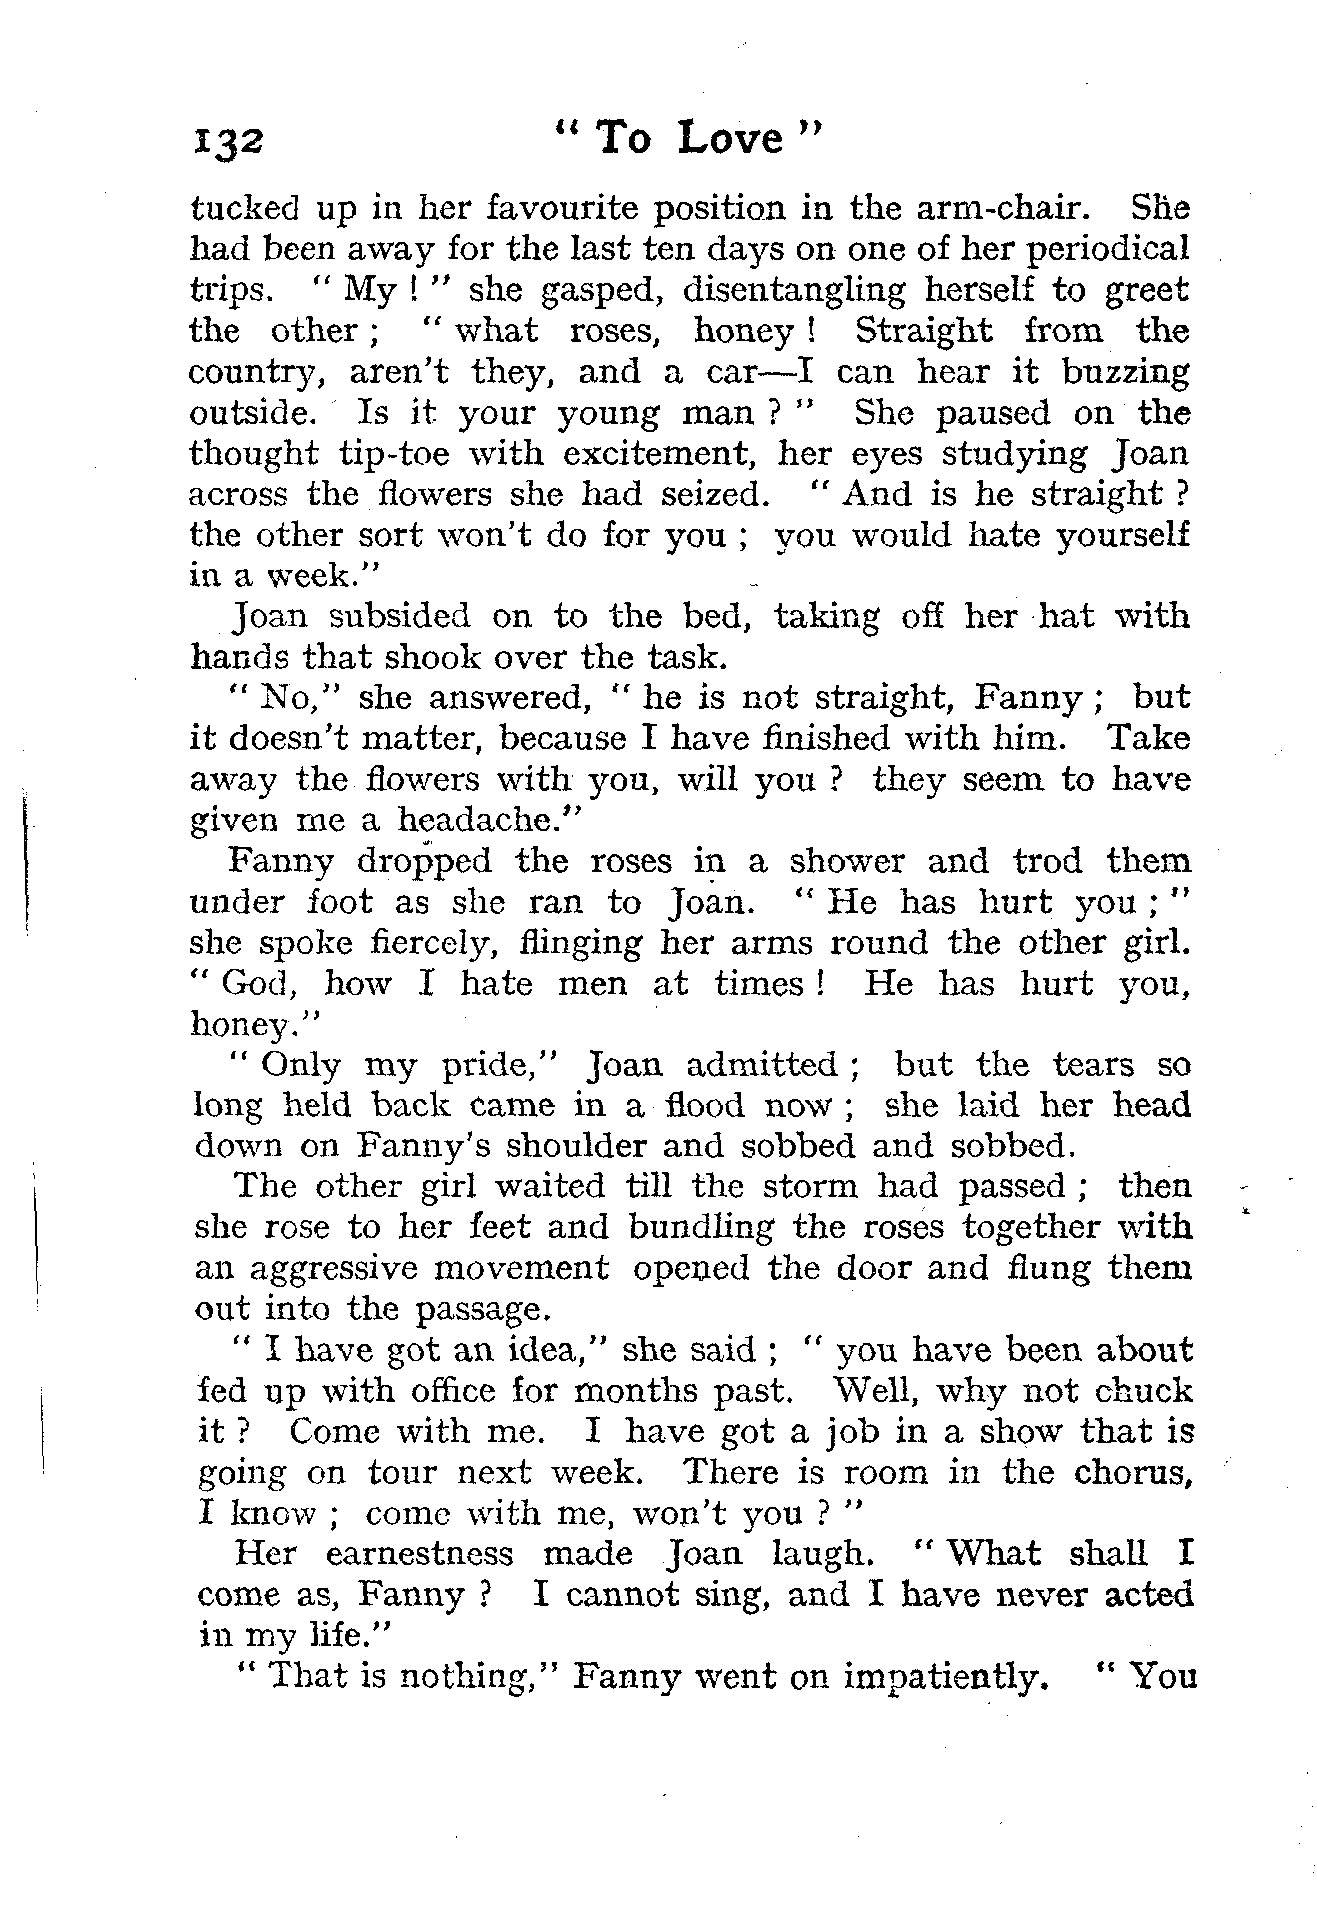 132 " To Love "
tucked up in her favourite position in the arm-chair. She
had been away for the last ten days on one of her periodical
trips. " My ! " she gasped, disentangling herself to greet
the other ; " what roses, honey ! Straight from the
country, aren't they, and a car—I can hear it buzzing
outside. Is it your young man ? " She paused on the
thought tip-toe with excitement, her eyes studying Joan
across the flowers she had seized. " And is he straight ?
the other sort won't do for you ; you would hate yourself
in a week."
Joan subsided on to the bed, taking off her hat with
hands that shook over the task.
" No," she answered, " he is not straight, Fanny ; but
it doesn't matter, because I have finished with him. Take
away the flowers with you, will you ? they seem to have
given me a headache."
Fanny dropped the roses in a shower and trod them
under foot as she ran to Joan. " He has hurt you ; "
she spoke fiercely, flinging her arms round the other girl.
" God, how I hate men at times ! He has hurt you,
honey."
" Only my pride," Joan admitted ; but the tears so
long held back came in a flood now ; she laid her head
down on Fanny's shoulder and sobbed and sobbed.
The other girl waited till the storm had passed ; then
she rose to her feet and bundling the roses together with
an aggressive movement opened the door and flung them
out into the passage.
" I have got an idea," she said ; " you have been about
fed up with office for months past. Well, why not chuck
it ? Come with me. I have got a job in a show that is
going on tour next week. There is room in the chorus,
I know ; come with me, won't you ? "
Her earnestness made Joan laugh. " What shall I
come as, Fanny ? I cannot sing, and I have never acted
in my life."
" That is nothing," Fanny went on impatiently. " You